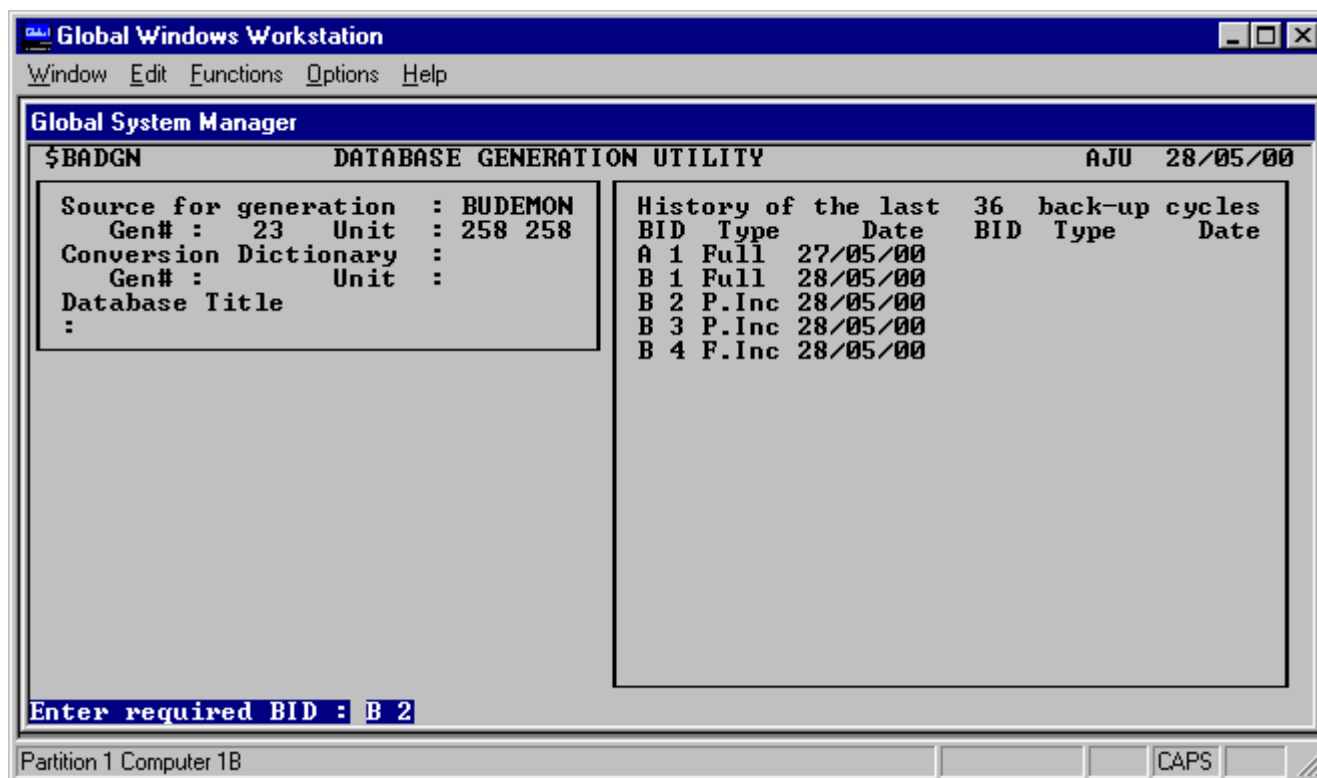 Global Windows Workstation
Window Edit Functions Options Help
Global System Manager
$BADGN DATABASE GENERATION UTILITY AJU 28/05/00
Source for generation : BUDEMON
Gen# : 23 Unit : 258 258
Conversion Dictionary :
Gen# : Unit :
Database Title
:
History of the last 36 back-up cycles
BID Type Date BID Type Date
A 1 Full 27/05/00
B 1 Full 28/05/00
B 2 P.Inc 28/05/00
B 3 P.Inc 28/05/00
B 4 F.Inc 28/05/00
Enter required BID : B 2
Partition 1 Computer 1B CAPS